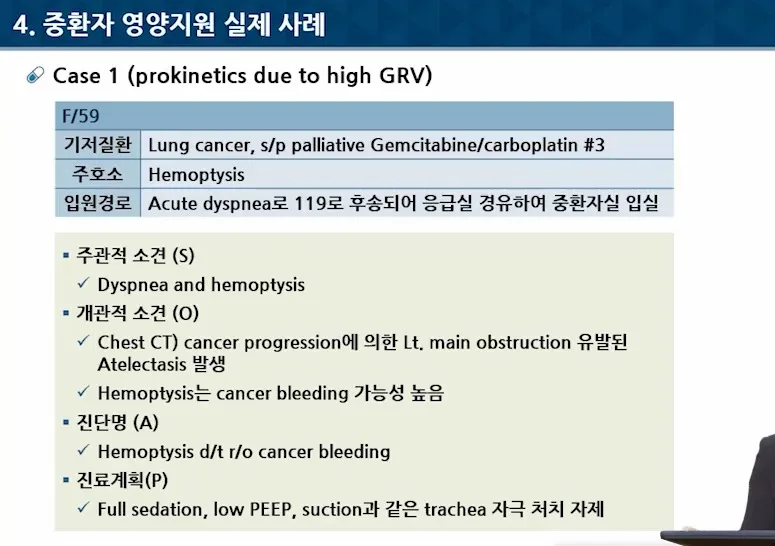 4. 중환자 영양지원 실제 사례
Case 1 (prokinetics due to high GRV)
F/59
기저질환 Lung cancer, s/p palliative Gemcitabine/carboplatin #3
주호소 Hemoptysis
입원경로 Acute dyspnea로 119로 후송되어 응급실 경유하여 중환자실 입실
▪ 주관적 소견 (S)
✓ Dyspnea and hemoptysis
▪ 개관적 소견 (O)
✓ Chest CT) cancer progression에 의한 Lt. main obstruction 유발된
Atelectasis 발생
✓ Hemoptysis는 cancer bleeding 가능성 높음
▪ 진단명 (A)
✓ Hemoptysis d/t r/o cancer bleeding
▪ 진료계획(P)
✓ Full sedation, low PEEP, suction과 같은 trachea 자극 처치 자제